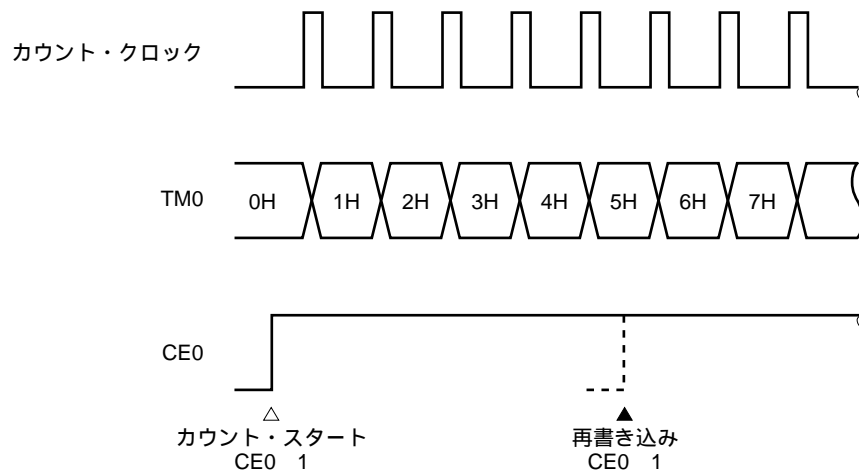 カウント・クロック
TM0
0H 1H 2H 3H 4H 5H 6H 7H
CE0
△ ▲
カウント・スタート 再書き込み
CE0 1 CE0 1